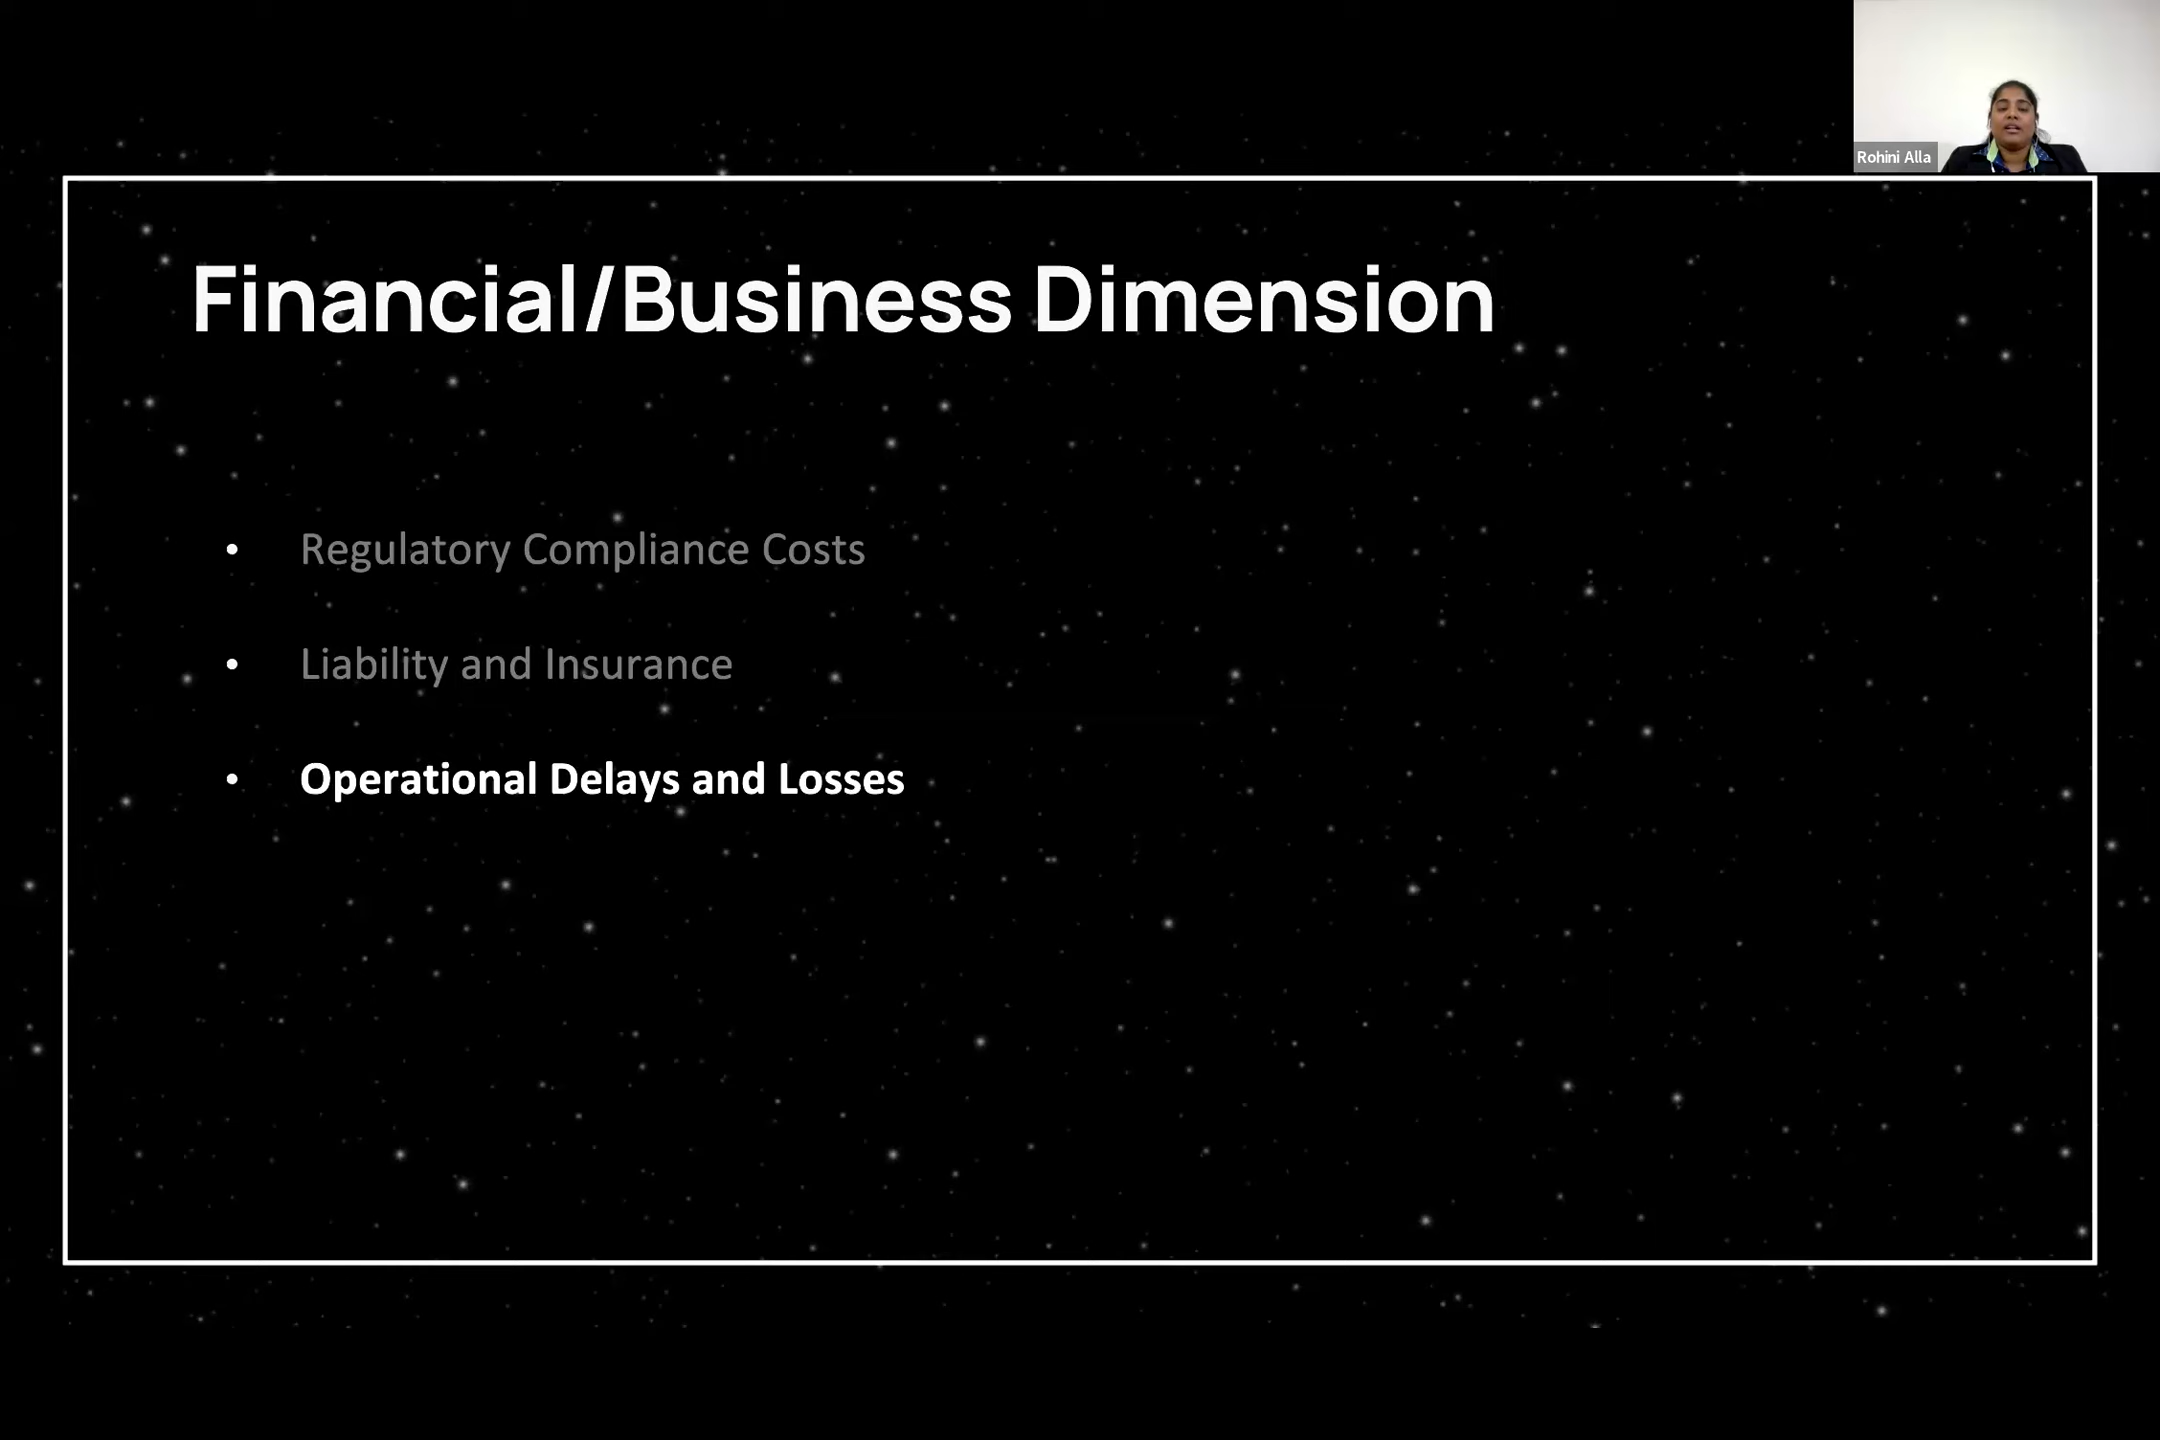 Rohini Alla
Financial/Business Dimension
• Regulatory Compliance Costs
• Liability and Insurance
• Operational Delays and Losses